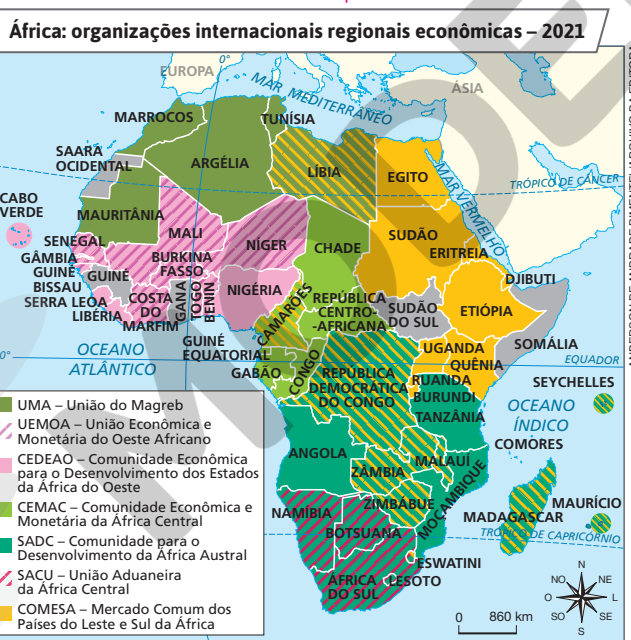 África: organizações internacionais regionais econômicas – 2021
0°
EUROPA
ÁSIA
MAR MEDITERRÂNEO
MARROCOS
TUNÍSIA
SAARA
OCIDENTAL
ARGÉLIA
LÍBIA
EGITO
TRÓPICO DE CÂNCER
MAR VERMELHO
CABO
VERDE
MAURITÂNIA
MALI
NÍGER
CHADE
SUDÃO
ERITREIA
SENEGAL
GÂMBIA
GUINÉ
BISSAU
GUINÉ
BURKINA
FASSO
SERRA LEOA
LIBÉRIA
COSTA
DO
MARFIM
GANA
TOGO
BENIN
NIGÉRIA
CAMARÕES
REPÚBLICA
CENTRO-
-AFRICANA
SUDÃO
DO SUL
DJIBUTI
ETIÓPIA
SOMÁLIA
GUINÉ
EQUATORIAL
GABÃO
CONGO
REPÚBLICA
DEMOCRÁTICA
DO CONGO
UGANDA
QUÊNIA
RUANDA
BURUNDI
TANZÂNIA
0°
EQUADOR
OCEANO
ATLÂNTICO
SEYCHELLES
OCEANO
ÍNDICO
COMORES
ANGOLA
ZÂMBIA
MALAUÍ
MOÇAMBIQUE
ZIMBÁBUE
NAMÍBIA
BOTSUANA
MADAGASCAR
MAURÍCIO
TRÓPICO DE CAPRICÓRNIO
ESWATINI
LESOTO
ÁFRICA
DO SUL
UMA – União do Magreb
UEMOA – União Econômica e
Monetária do Oeste Africano
CEDEAO – Comunidade Econômica
para o Desenvolvimento dos Estados
da África do Oeste
CEMAC – Comunidade Econômica e
Monetária da África Central
SADC – Comunidade para o
Desenvolvimento da África Austral
SACU – União Aduaneira
da África Central
COMESA – Mercado Comum dos
Países do Leste e Sul da África
0 860 km
N
NO NE
O L
SO SE
S